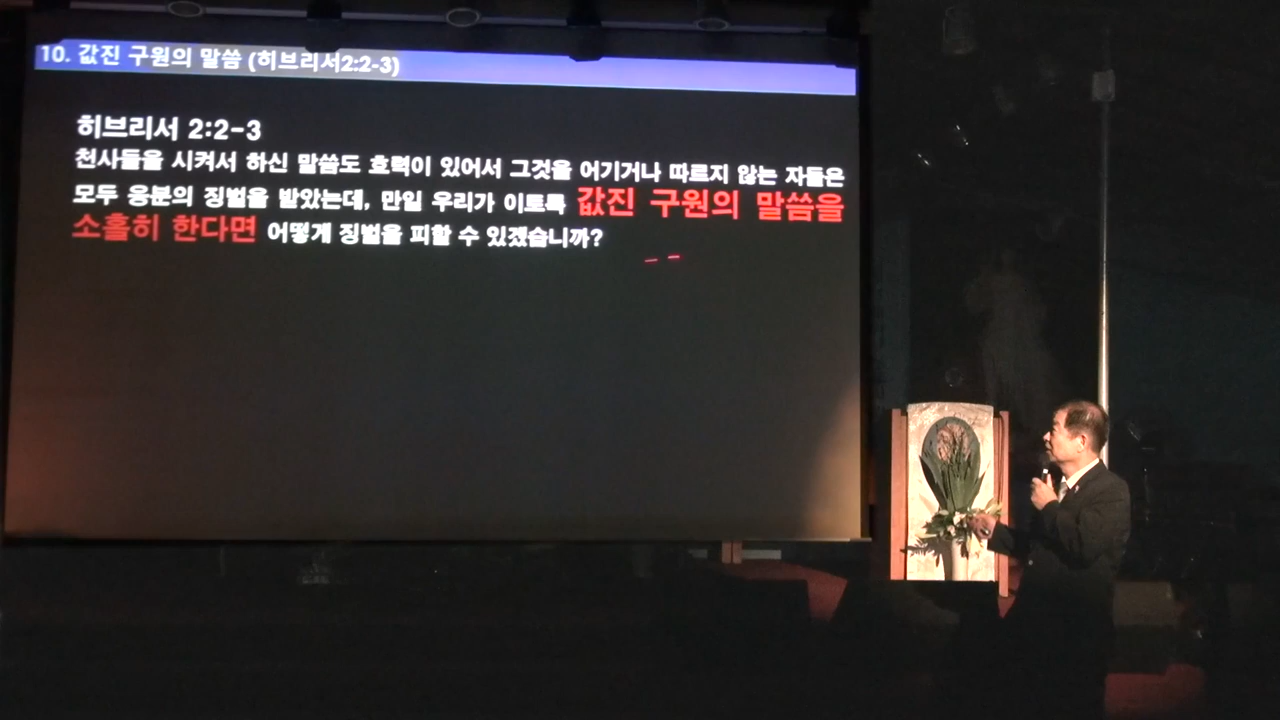 10. 값진 구원의 말씀 (히브리서2:2-3)
히브리서 2:2-3
천사들을 시켜서 하신 말씀도 효력이 있어서 그것을 어기거나 따르지 않는 자들은
모두 응분의 징벌을 받았는데, 만일 우리가 이토록 값진 구원의 말씀을
소홀히 한다면 어떻게 징벌을 피할 수 있겠습니까?